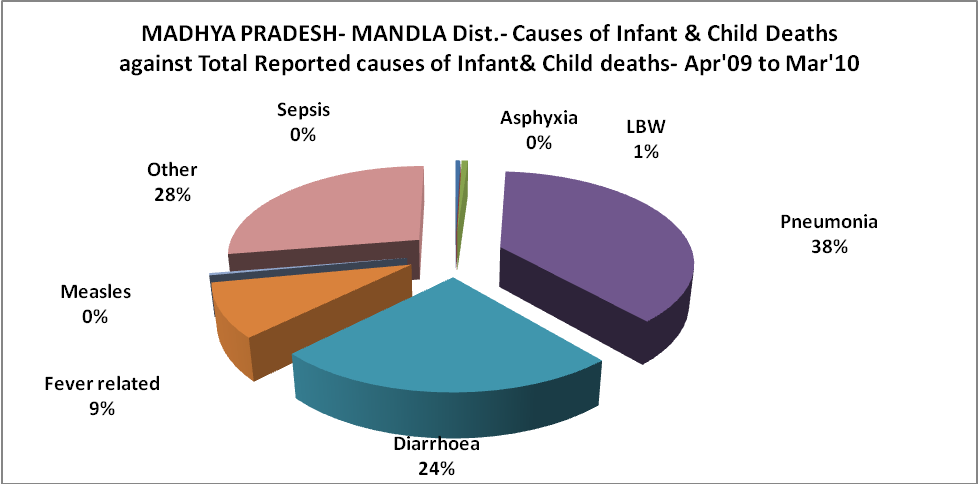 MADHYA PRADESH- MANDLA Dist.- Causes of Infant & Child Deaths
against Total Reported causes of Infant& Child deaths- Apr'09 to Mar'10
Sepsis
0%
Asphyxia
0%
LBW
1%
Other
28%
Pneumonia
38%
Measles
0%
Fever related
9%
Diarrhoea
24%